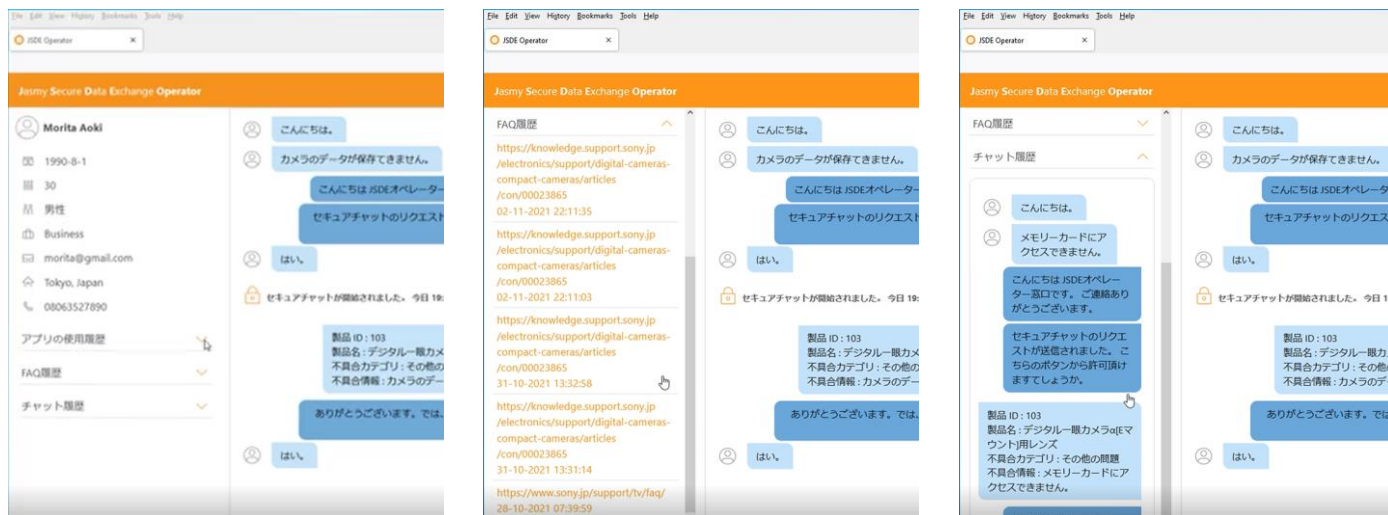 File Edit View History Bookmarks Tools Help
JSDE Operator
Jasmy Secure Data Exchange Operator
Morita Aoki
1990-8-1
30
男性
Business
morita@gmail.com
Tokyo, Japan
08063527890
アプリの使用履歴
FAQ履歴
チャット履歴
こんにちは。
カメラのデータが保存できません。
こんにちは JSDEオペレーター
セキュアチャットのリクエスト
はい。
セキュアチャットが開始されました。 今日 19:
製品 ID : 103
製品名 : デジタル一眼カメ
不具合カテゴリ : その他の
不具合情報 : カメラのデー
ありがとうございます。では、
はい。
File Edit View History Bookmarks Tools Help
JSDE Operator
Jasmy Secure Data Exchange Operator
FAQ履歴
https://knowledge.support.sony.jp
/electronics/support/digital-cameras-
compact-cameras/articles
/con/00023865
02-11-2021 22:11:35
https://knowledge.support.sony.jp
/electronics/support/digital-cameras-
compact-cameras/articles
/con/00023865
02-11-2021 22:11:03
https://knowledge.support.sony.jp
/electronics/support/digital-cameras-
compact-cameras/articles
/con/00023865
31-10-2021 13:32:58
https://knowledge.support.sony.jp
/electronics/support/digital-cameras-
compact-cameras/articles
/con/00023865
31-10-2021 13:31:14
https://www.sony.jp/support/tv/faq/
28-10-2021 07:39:59
こんにちは。
カメラのデータが保存できません。
こんにちは JSDEオペレーター
セキュアチャットのリクエスト
はい。
セキュアチャットが開始されました。 今日 19:
製品 ID : 103
製品名 : デジタル一眼カメ
不具合カテゴリ : その他の
不具合情報 : カメラのデー
ありがとうございます。では、
はい。
File Edit View History Bookmarks Tools Help
JSDE Operator
Jasmy Secure Data Exchange Operator
FAQ履歴
チャット履歴
こんにちは。
メモリーカードにア
クセスできません。
こんにちは JSDEオペレー
ター窓口です。 ご連絡あり
がとうございます。
セキュアチャットのリクエ
ストが送信されました。 こ
ちらのボタンから許可頂け
ますでしょうか。
製品 ID : 103
製品名 : デジタル一眼カメラα[Eマ
ウント]用レンズ
不具合カテゴリ : その他の問題
不具合情報 : メモリーカードにア
クセスできません。
こんにちは。
カメラのデータが保存できません。
こんにちは JSDEオペレータ
セキュアチャットのリクエス
はい。
セキュアチャットが開始されました。 今日 1
製品 ID : 103
製品名 : デジタル一眼カ
不具合カテゴリ : その他
不具合情報 : カメラのデ
ありがとうございます。では
はい。